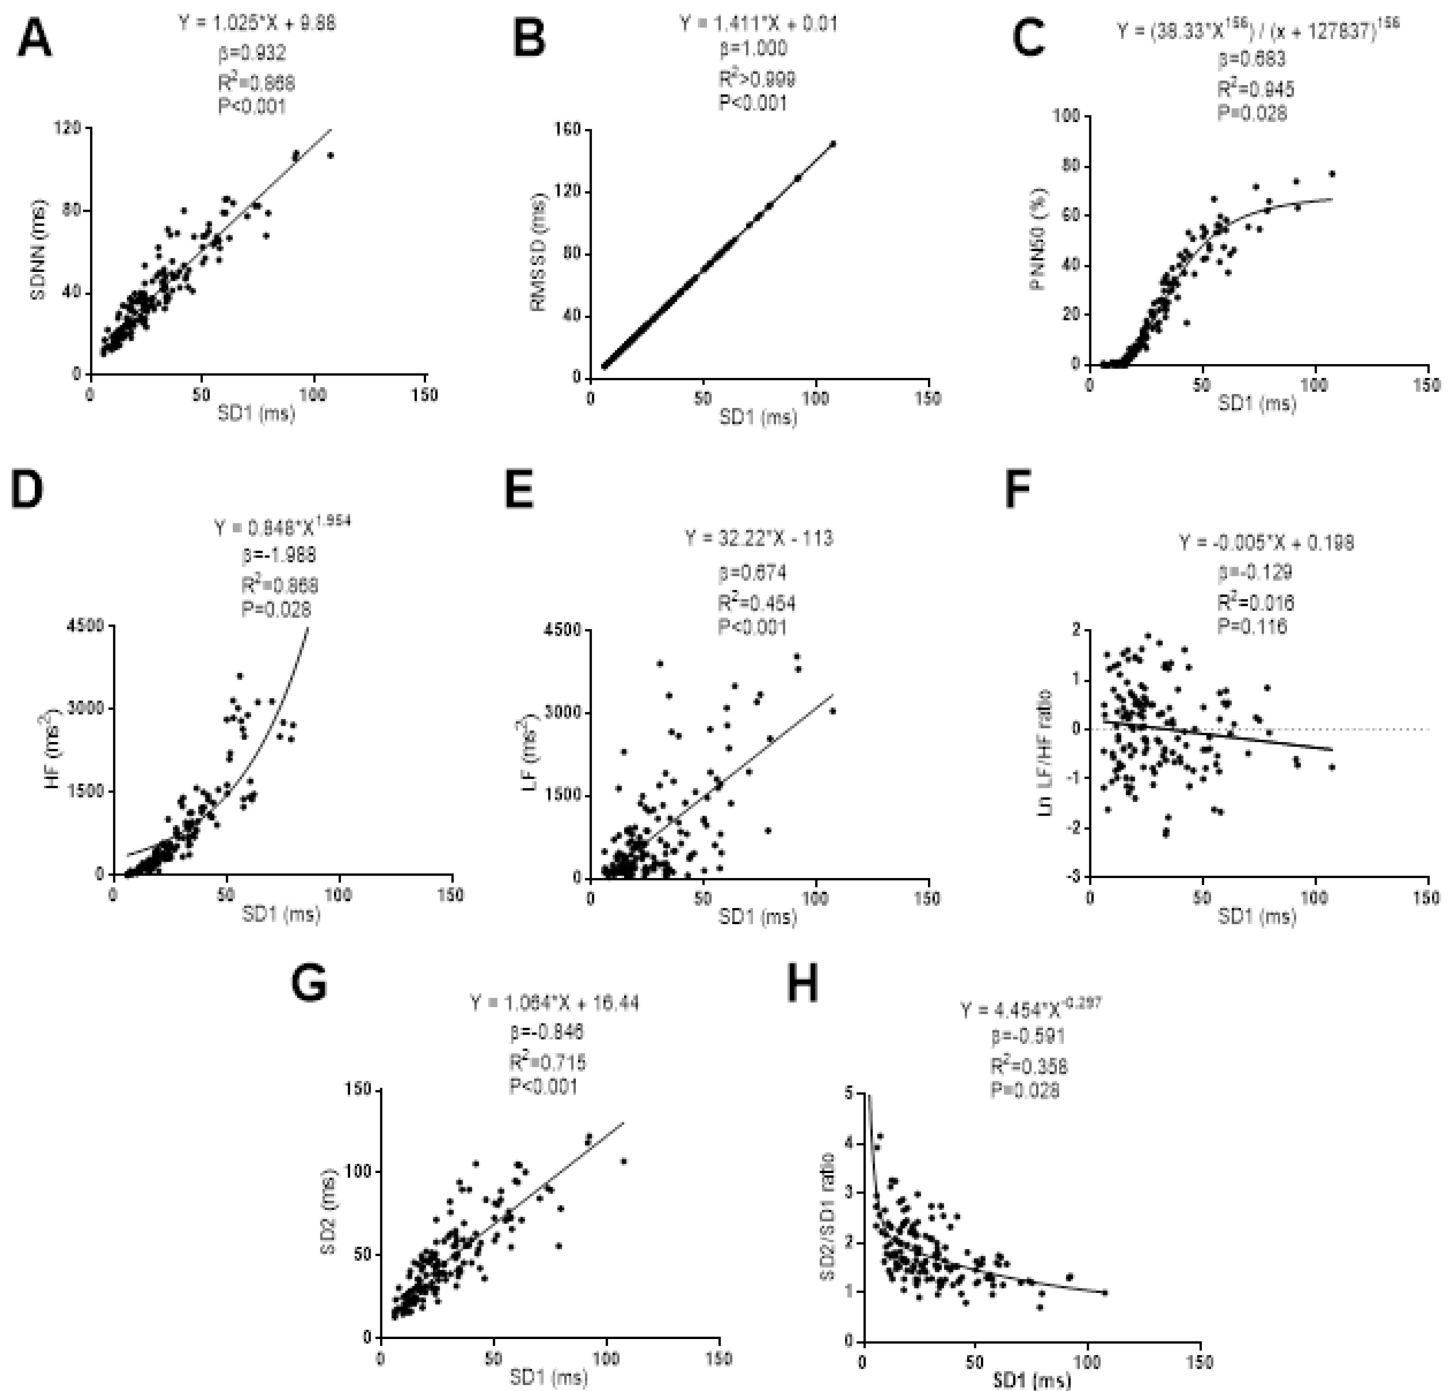 A
Y = 1.025*X + 9.88
β=0.932
R²=0.868
P<0.001
120
80
40
0
SDNN (ms)
0 50 100 150
SD1 (ms)
B
Y = 1.411*X + 0.01
β=1.000
R²>0.999
P<0.001
160
120
80
40
0
RMSSD (ms)
0 50 100 150
SD1 (ms)
C
Y = (38.33*X^156) / (x + 127837)^156
β=0.683
R²=0.945
P=0.028
100
80
60
40
20
0
PNN50 (%)
0 50 100 150
SD1 (ms)
D
Y = 0.848*X^1.954
β=-1.988
R²=0.868
P=0.028
4500
3000
1500
0
HF (ms²)
0 50 100 150
SD1 (ms)
E
Y = 32.22*X - 113
β=0.674
R²=0.454
P<0.001
4500
3000
1500
0
LF (ms²)
0 50 100 150
SD1 (ms)
F
Y = -0.005*X + 0.198
β=-0.129
R²=0.016
P=0.116
2
1
0
-1
-2
-3
Ln LF/HF ratio
0 50 100 150
SD1 (ms)
G
Y = 1.064*X + 16.44
β=-0.846
R²=0.715
P<0.001
150
100
50
0
SD2 (ms)
0 50 100 150
SD1 (ms)
H
Y = 4.454*X^-0.297
β=-0.591
R²=0.358
P=0.028
5
4
3
2
1
0
SD2/SD1 ratio
0 50 100 150
SD1 (ms)